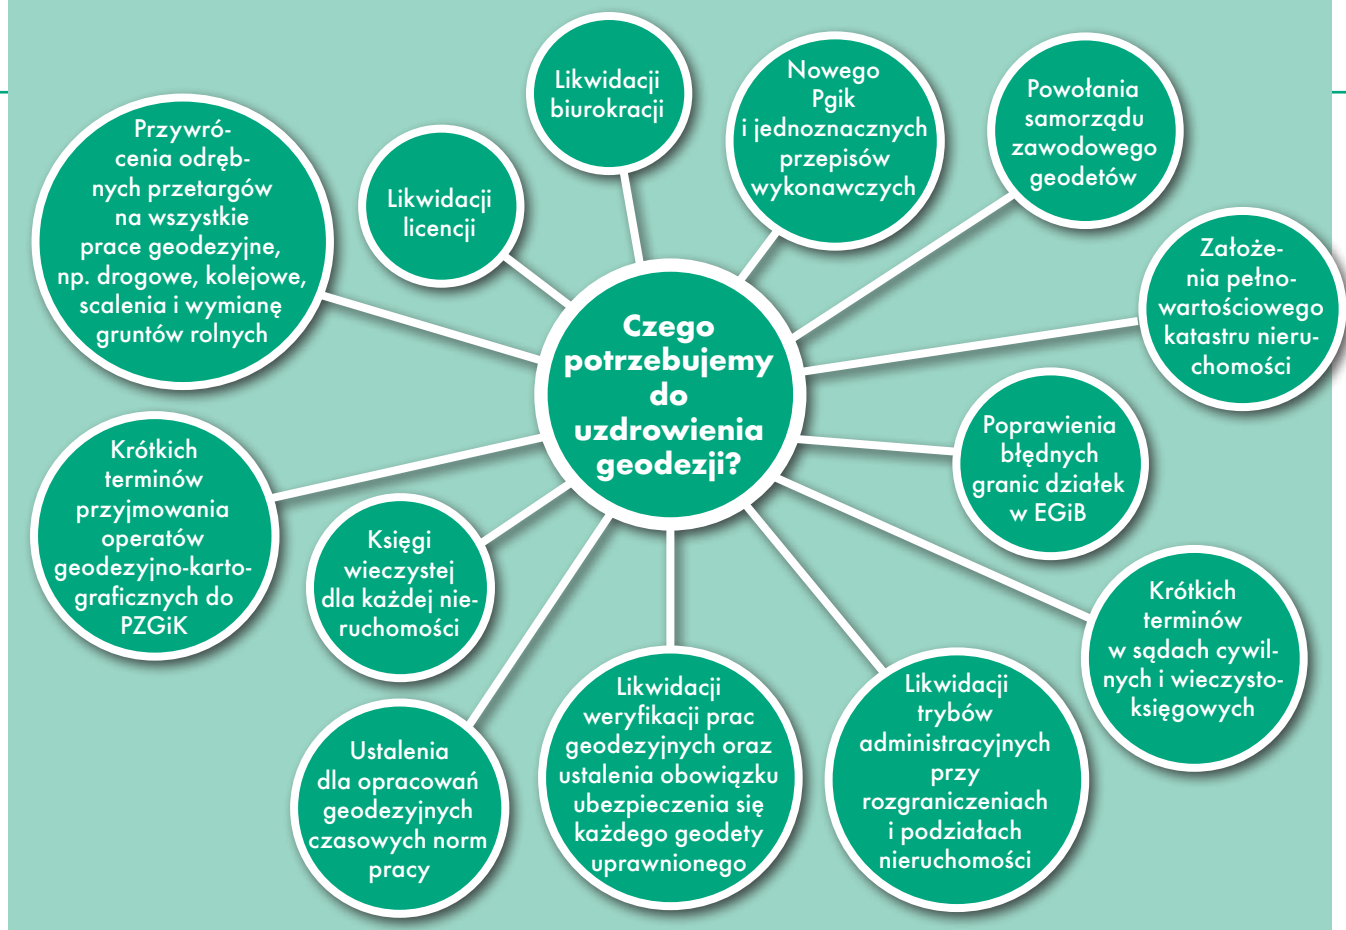 Czego
potrzebujemy
do
uzdrowienia
geodezji?
Likwidacji
biurokracji
Nowego
Pgik
i jednoznacznych
przepisów
wykonawczych
Powołania
samorządu
zawodowego
geodetów
Założe-
nia pełno-
wartościowego
katastru nieru-
chomości
Poprawienia
błędnych
granic działek
w EGiB
Krótkich
terminów
w sądach cywil-
nych i wieczysto-
księgowych
Likwidacji
trybów
administracyjnych
przy
rozgraniczeniach
i podziałach
nieruchomości
Likwidacji
weryfikacji prac
geodezyjnych oraz
ustalenia obowiązku
ubezpieczenia się
każdego geodety
uprawnionego
Ustalenia
dla opracowań
geodezyjnych
czasowych norm
pracy
Księgi
wieczystej
dla każdej nie-
ruchomości
Krótkich
terminów
przyjmowania
operatów
geodezyjno-karto-
graficznych do
PZGiK
Przywró-
cenia odręb-
nych przetargów
na wszystkie
prace geodezyjne,
np. drogowe, kolejowe,
scalenia i wymianę
gruntów rolnych
Likwidacji
licencji